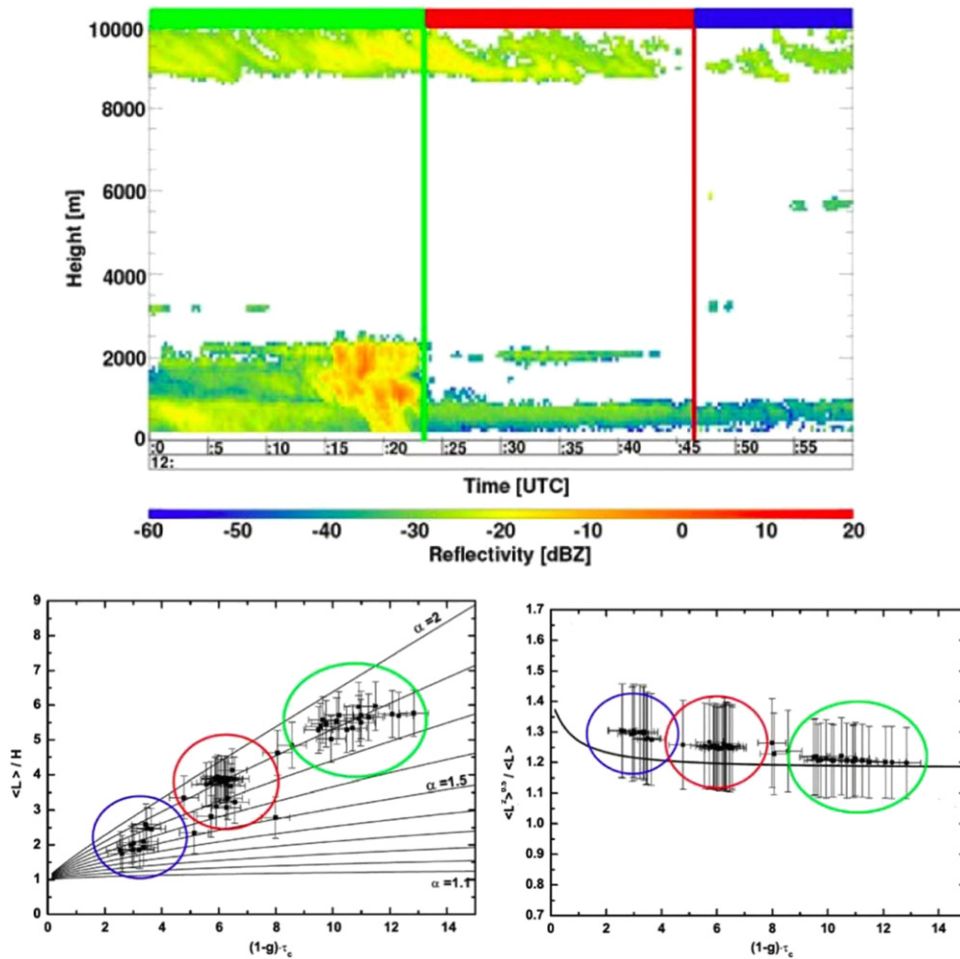 10000
8000
6000
4000
2000
0
Height [m]
:0 :5 :10 :15 :20 :25 :30 :35 :40 :45 :50 :55
12:
Time [UTC]
-60 -50 -40 -30 -20 -10 0 10 20
Reflectivity [dBZ]
9
8
7
6
5
4
3
2
1
0
<L> / H
α =2
α =1.5
α =1.1
0 2 4 6 8 10 12 14
(1-g)·τc
1.7
1.6
1.5
1.4
1.3
1.2
1.1
1.0
0.9
0.8
0.7
<L²>^0.5 / <L>
0 2 4 6 8 10 12 14
(1-g)·τc